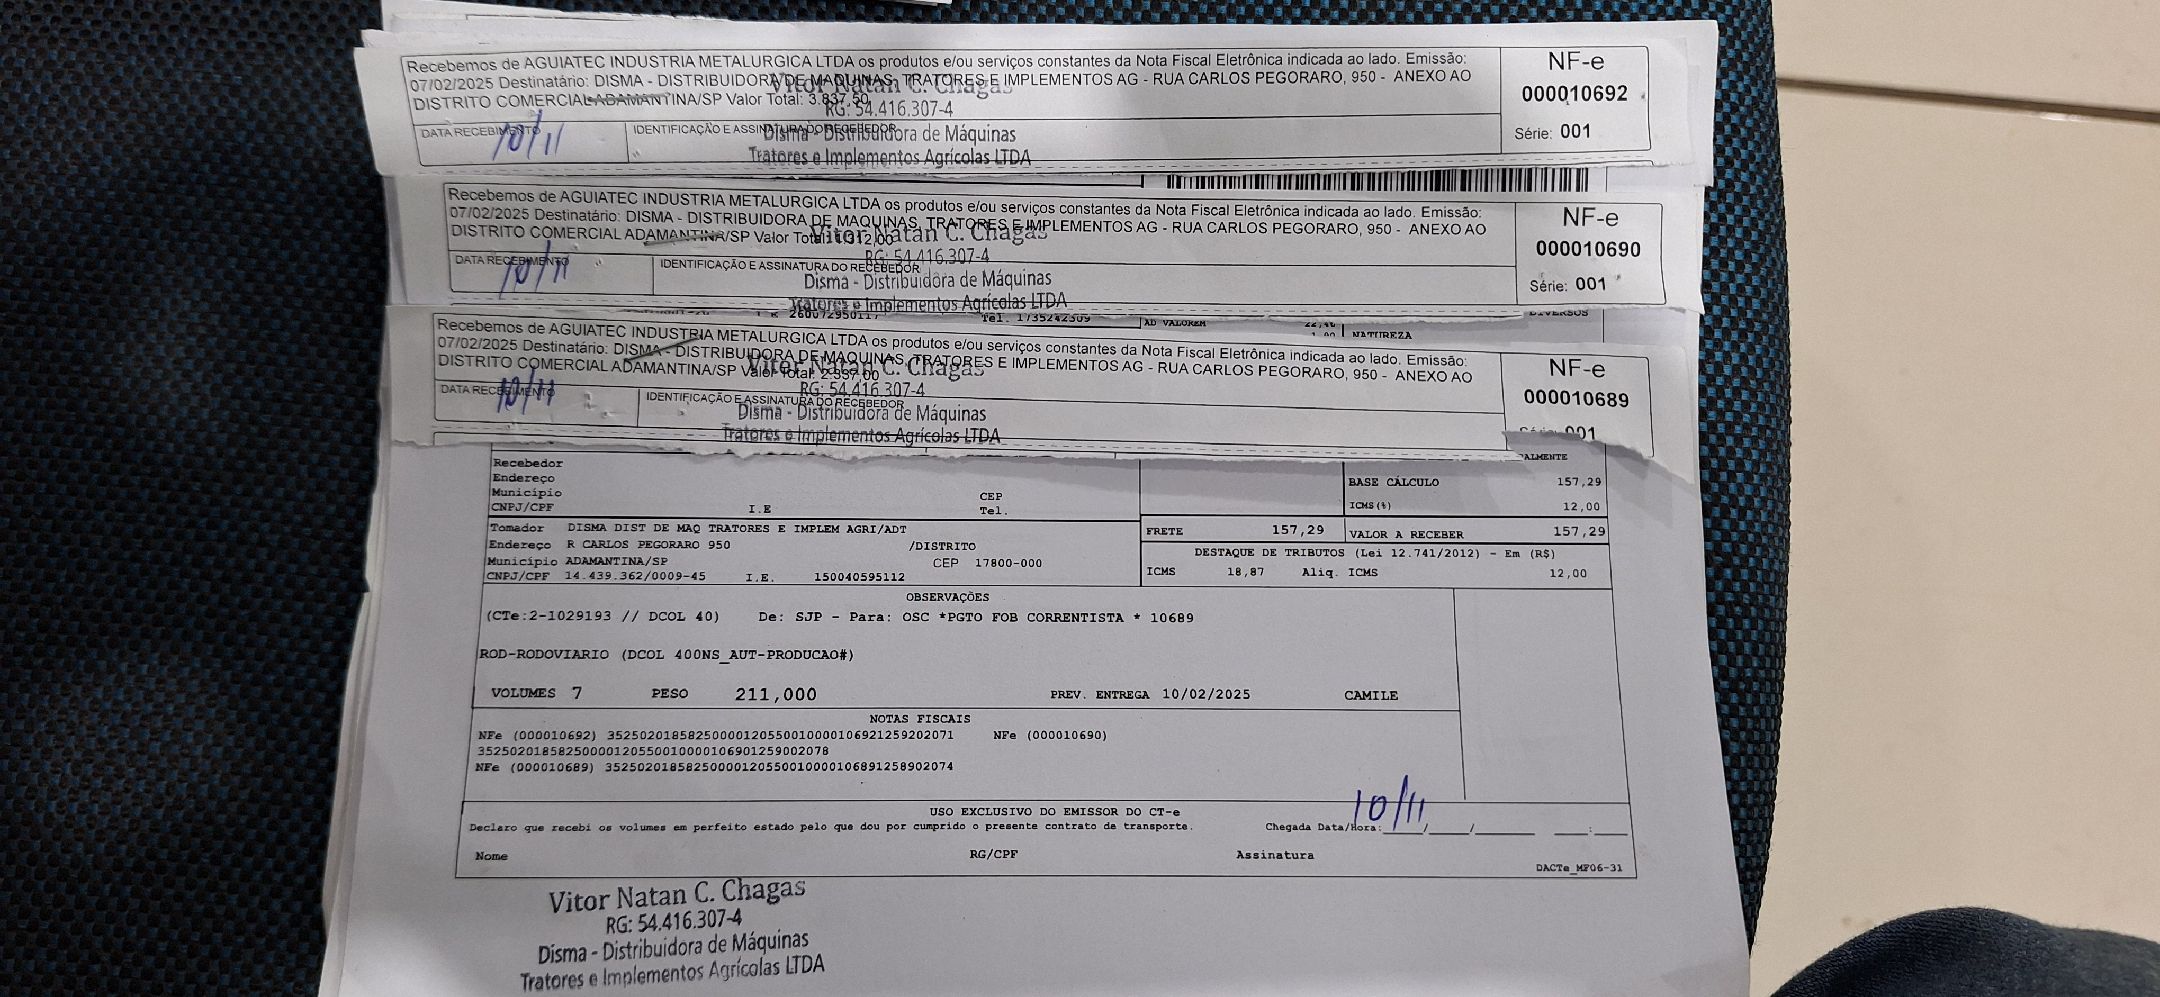 Recebemos de AGUIATEC INDUSTRIA METALURGICA LTDA os produtos e/ou serviços constantes da Nota Fiscal Eletrônica indicada ao lado. Emissão:
07/02/2025 Destinatário: DISMA - DISTRIBUIDORA DE MAQUINAS, TRATORES E IMPLEMENTOS AG - RUA CARLOS PEGORARO, 950 - ANEXO AO
DISTRITO COMERCIAL ADAMANTINA/SP Valor Total: 3.837,50
DATA RECEBIMENTO
10/11
IDENTIFICAÇÃO E ASSINATURA DO RECEBEDOR
Vitor Natan C. Chagas
RG: 54.416.307-4
Disma - Distribuidora de Máquinas
Tratores e Implementos Agrícolas LTDA
NF-e
000010692
Série: 001
Recebemos de AGUIATEC INDUSTRIA METALURGICA LTDA os produtos e/ou serviços constantes da Nota Fiscal Eletrônica indicada ao lado. Emissão:
07/02/2025 Destinatário: DISMA - DISTRIBUIDORA DE MAQUINAS, TRATORES E IMPLEMENTOS AG - RUA CARLOS PEGORARO, 950 - ANEXO AO
DISTRITO COMERCIAL ADAMANTINA/SP Valor Total:
DATA RECEBIMENTO
10/11
IDENTIFICAÇÃO E ASSINATURA DO RECEBEDOR
Vitor Natan C. Chagas
RG: 54.416.307-4
Disma - Distribuidora de Máquinas
Tratores e Implementos Agrícolas LTDA
NF-e
000010690
Série: 001
Tel. 1735242309
AD VALOREM
DIVERSOS
NATUREZA
Recebemos de AGUIATEC INDUSTRIA METALURGICA LTDA os produtos e/ou serviços constantes da Nota Fiscal Eletrônica indicada ao lado. Emissão:
07/02/2025 Destinatário: DISMA - DISTRIBUIDORA DE MAQUINAS, TRATORES E IMPLEMENTOS AG - RUA CARLOS PEGORARO, 950 - ANEXO AO
DISTRITO COMERCIAL ADAMANTINA/SP Valor Total:
DATA RECEBIMENTO
10/11
IDENTIFICAÇÃO E ASSINATURA DO RECEBEDOR
Vitor Natan C. Chagas
RG: 54.416.307-4
Disma - Distribuidora de Máquinas
Tratores e Implementos Agrícolas LTDA
NF-e
000010689
Série: 001
Recebedor
Endereço
Município CEP
CNPJ/CPF I.E Tel.
BASE CÁLCULO 157,29
ICMS(%) 12,00
Tomador DISMA DIST DE MAQ TRATORES E IMPLEM AGRI/ADT
Endereço R CARLOS PEGORARO 950 /DISTRITO
Município ADAMANTINA/SP CEP 17800-000
CNPJ/CPF 14.439.362/0009-45 I.E. 150040595112
FRETE 157,29 VALOR A RECEBER 157,29
DESTAQUE DE TRIBUTOS (Lei 12.741/2012) - Em (R$)
ICMS 18,87 Aliq. ICMS 12,00
OBSERVAÇÕES
(CTe:2-1029193 // DCOL 40) De: SJP - Para: OSC *PGTO FOB CORRENTISTA * 10689
ROD-RODOVIARIO (DCOL 400NS_AUT-PRODUCAO#)
VOLUMES 7 PESO 211,000 PREV. ENTREGA 10/02/2025 CAMILE
NOTAS FISCAIS
NFe (000010692) 35250201858250000120550010000106921259202071 NFe (000010690)
35250201858250000120550010000106901259002078
NFe (000010689) 35250201858250000120550010000106891258902074
USO EXCLUSIVO DO EMISSOR DO CT-e
Declaro que recebi os volumes em perfeito estado pelo que dou por cumprido o presente contrato de transporte. Chegada Data/Hora:____/____/______ ___:___
10/11
Nome RG/CPF Assinatura
DACTe_MF06-31
Vitor Natan C. Chagas
RG: 54.416.307-4
Disma - Distribuidora de Máquinas
Tratores e Implementos Agrícolas LTDA